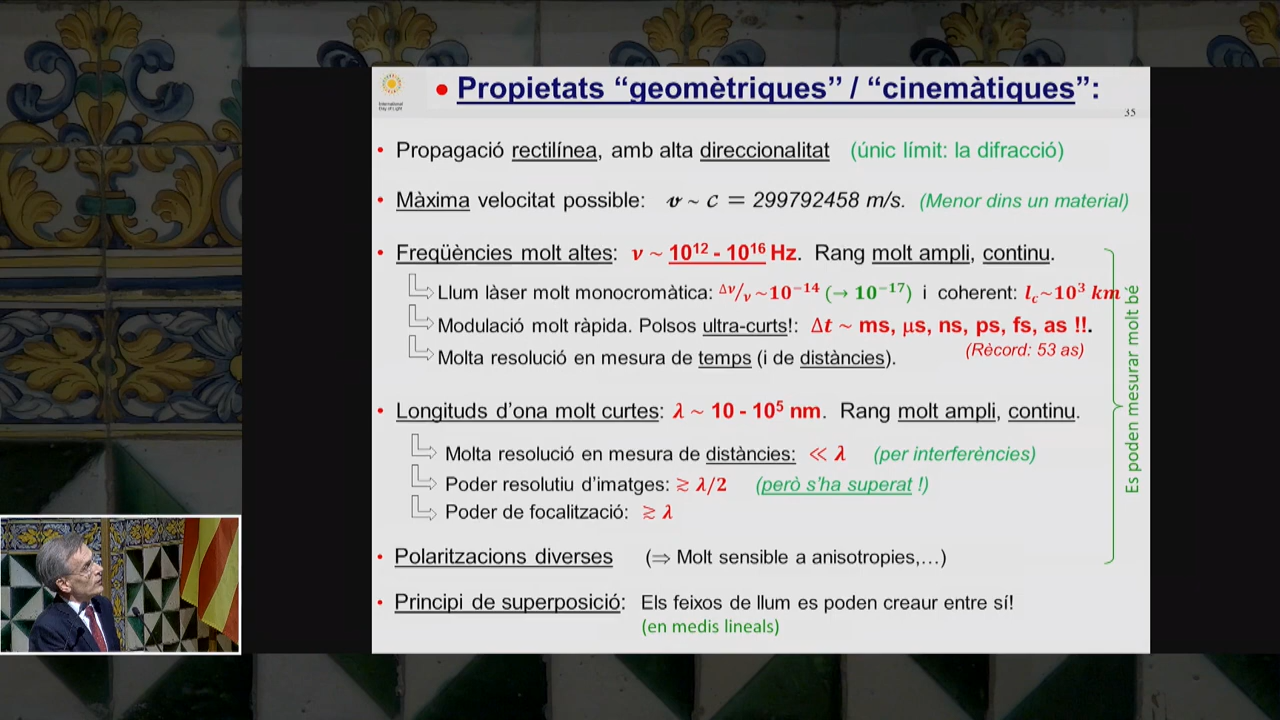 • Propietats “geomètriques” / “cinemàtiques”:
International
Day of Light
35
• Propagació rectilínea, amb alta direccionalitat (únic límit: la difracció)
• Màxima velocitat possible: v ~ c = 299792458 m/s. (Menor dins un material)
• Freqüències molt altes: ν ~ 10¹² - 10¹⁶ Hz. Rang molt ampli, continu.
Llum làser molt monocromàtica: Δν/ν ~10⁻¹⁴ (→ 10⁻¹⁷) i coherent: l_c~10³ km
Modulació molt ràpida. Polsos ultra-curts!: Δt ~ ms, μs, ns, ps, fs, as !!.
Molta resolució en mesura de temps (i de distàncies). (Rècord: 53 as)
• Longituds d’ona molt curtes: λ ~ 10 - 10⁵ nm. Rang molt ampli, continu.
Molta resolució en mesura de distàncies: ≪ λ (per interferències)
Poder resolutiu d’imatges: ≳ λ/2 (però s’ha superat !)
Poder de focalització: ≳ λ
• Polaritzacions diverses (⇒ Molt sensible a anisotropies,…)
• Principi de superposició: Els feixos de llum es poden creaur entre sí!
(en medis lineals)
Es poden mesurar molt bé